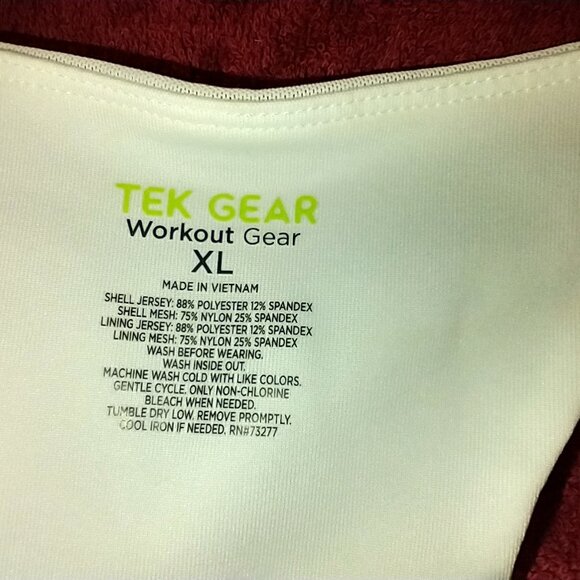 TEK GEAR
Workout Gear
XL
MADE IN VIETNAM
SHELL JERSEY: 88% POLYESTER 12% SPANDEX
SHELL MESH: 75% NYLON 25% SPANDEX
LINING JERSEY: 88% POLYESTER 12% SPANDEX
LINING MESH: 75% NYLON 25% SPANDEX
WASH BEFORE WEARING.
WASH INSIDE OUT.
MACHINE WASH COLD WITH LIKE COLORS.
GENTLE CYCLE. ONLY NON-CHLORINE
BLEACH WHEN NEEDED.
TUMBLE DRY LOW. REMOVE PROMPTLY.
COOL IRON IF NEEDED. RN#73277